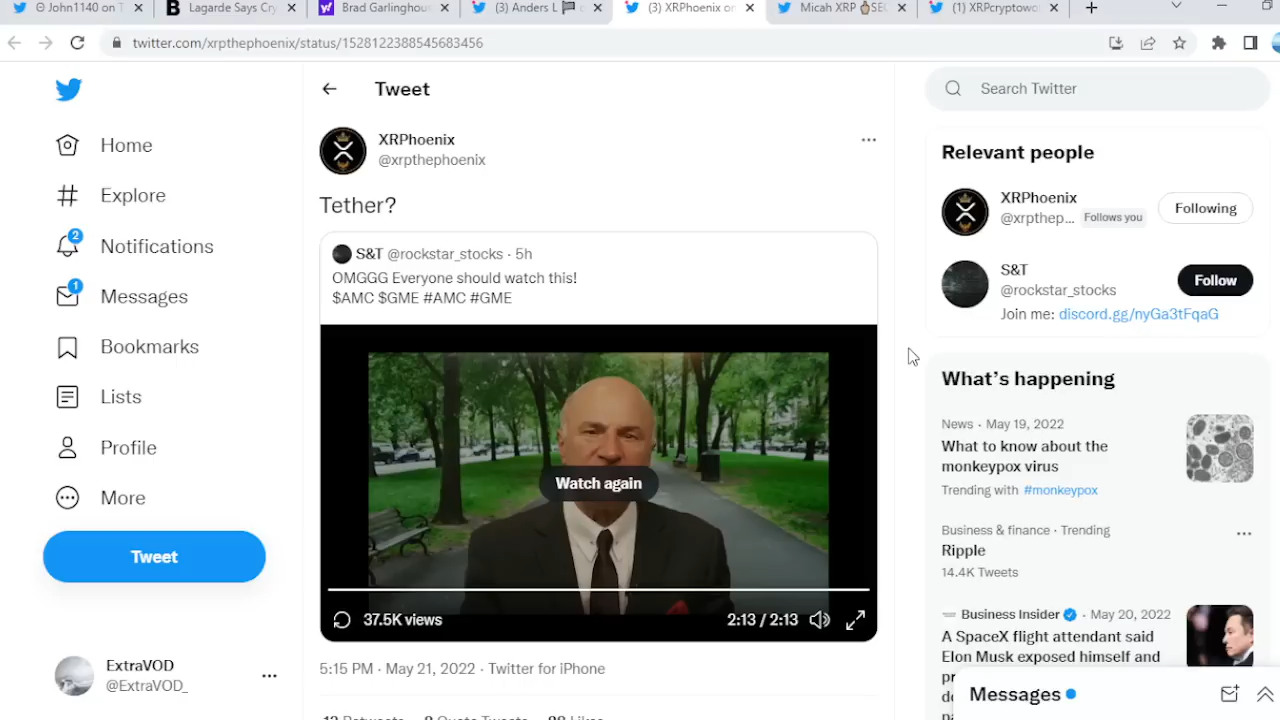 John1140 on T
Lagarde Says Cry
Brad Garlinghous
(3) Anders L
(3) XRPhoenix on
Micah XRP
(1) XRPcryptowo
twitter.com/xrpthephoenix/status/1528122388545683456
Tweet
Search Twitter
Home
Explore
2
Notifications
1
Messages
Bookmarks
Lists
Profile
More
Tweet
ExtraVOD
@ExtraVOD_
XRPhoenix
@xrpthephoenix
Tether?
S&T @rockstar_stocks · 5h
OMGGG Everyone should watch this!
$AMC $GME #AMC #GME
Watch again
37.5K views
2:13 / 2:13
5:15 PM · May 21, 2022 · Twitter for iPhone
Relevant people
XRPhoenix
@xrpthep... Follows you
Following
S&T
@rockstar_stocks
Follow
Join me: discord.gg/nyGa3tFqaG
What's happening
News · May 19, 2022
What to know about the
monkeypox virus
Trending with #monkeypox
Business & finance · Trending
Ripple
14.4K Tweets
Business Insider · May 20, 2022
A SpaceX flight attendant said
Elon Musk exposed himself and
Messages